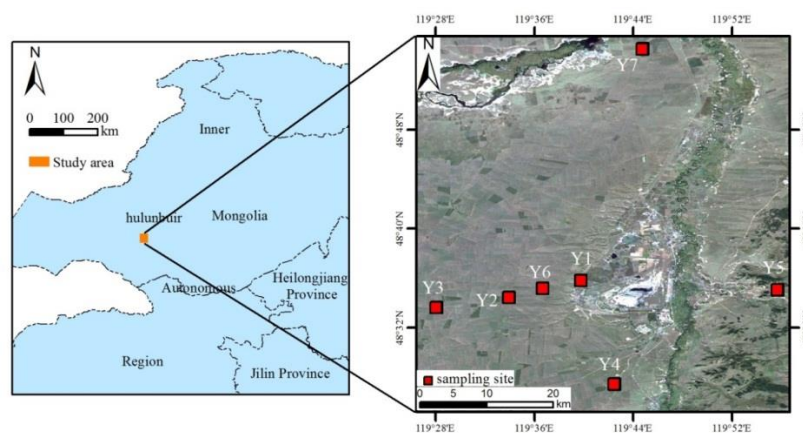 N
0 100 200
km
Study area
Inner
hulunbuir
Mongolia
Autonomous
Heilongjiang
Province
Region
Jilin Province
119°28'E 119°36'E 119°44'E 119°52'E
N
Y7
48°48'N
48°40'N
Y1
Y6
Y5
Y3
Y2
48°32'N
Y4
sampling site
0 5 10 20
km
119°28'E 119°36'E 119°44'E 119°52'E